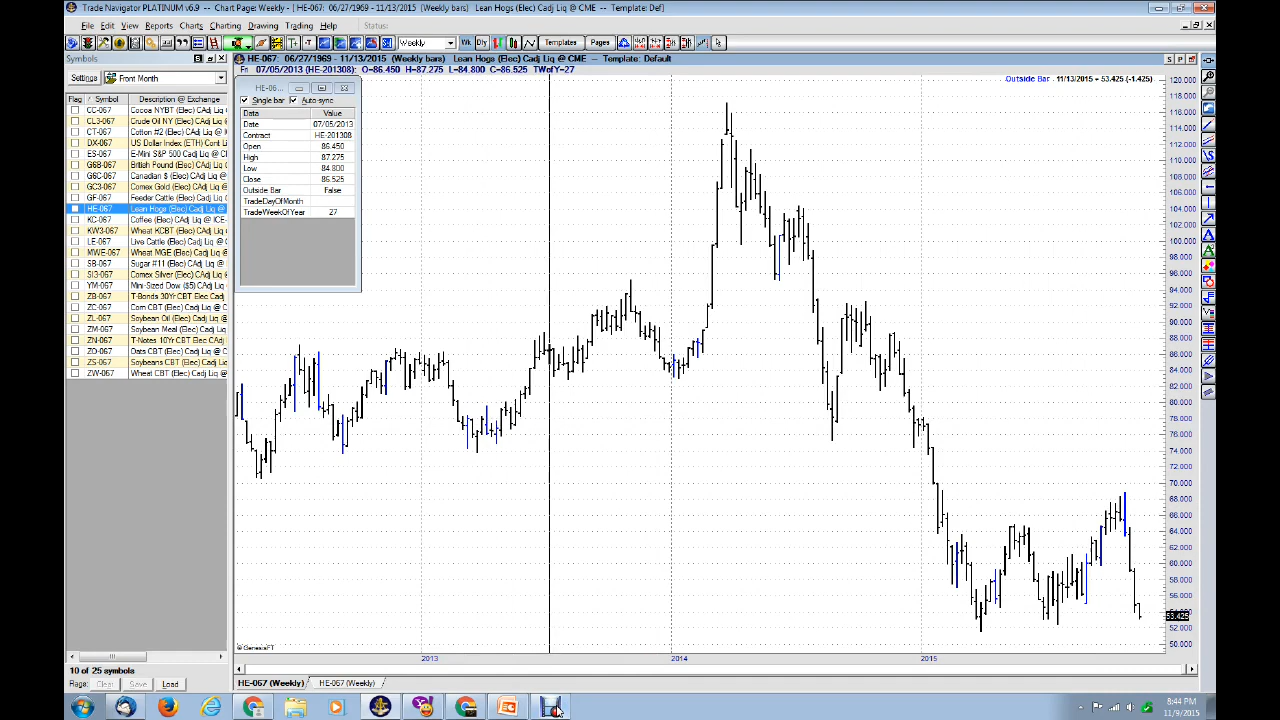 Trade Navigator PLATINUM v6.9 - Chart Page: Weekly - [ HE-067: 06/27/1969 - 11/13/2015 (Weekly bars) Lean Hogs (Elec) Cadj Liq @ CME -- Template: Def]
File Edit View Reports Charts Charting Drawing Trading Help Status:
Weekly Wk Dly Templates Pages
Symbols
HE-067: 06/27/1969 - 11/13/2015 (Weekly bars) Lean Hogs (Elec) Cadj Liq @ CME -- Template: Default
S P
Fri 07/05/2013 (HE-201308) O=86.450 H=87.275 L=84.800 C=86.525 TWofY=27
Settings Front Month
Outside Bar 11/13/2015 = 53.425 (-1.425)
Flag Symbol Description @ Exchange
CC-067 Cocoa NYBT (Elec) CAdj Liq
CL3-067 Crude Oil NY (Elec) CAdj Liq
CT-067 Cotton #2 (Elec) CAdj Liq
DX-067 US Dollar Index (ETH) Cont Liq
ES-067 E-Mini S&P 500 CAdj Liq
G6B-067 British Pound (Elec) CAdj Liq
G6C-067 Canadian $ (Elec) CAdj Liq
GC3-067 Comex Gold (Elec) CAdj Liq
GF-067 Feeder Cattle (Elec) CAdj Liq
HE-067 Lean Hogs (Elec) Cadj Liq @
KC-067 Coffee (Elec) CAdj Liq @ ICE-
KW3-067 Wheat KCBT (Elec) CAdj Liq
LE-067 Live Cattle (Elec) CAdj Liq @
MWE-067 Wheat MGE (Elec) CAdj Liq
SB-067 Sugar #11 (Elec) CAdj Liq
SI3-067 Comex Silver (Elec) CAdj Liq
YM-067 Mini-Sized Dow ($5) CAdj Liq
ZB-067 T-Bonds 30Yr CBT Elec Cadj
ZC-067 Corn CBT (Elec) CAdj Liq
ZL-067 Soybean Oil (Elec) CAdj Liq
ZM-067 Soybean Meal (Elec) CAdj Liq
ZN-067 T-Notes 10Yr CBT Elec CAdj
ZO-067 Oats CBT (Elec) CAdj Liq @
ZS-067 Soybeans CBT (Elec) CAdj Liq
ZW-067 Wheat CBT (Elec) CAdj Liq
HE-06...
Single bar Auto-sync
Data Value
Date 07/05/2013
Contract HE-201308
Open 86.450
High 87.275
Low 84.800
Close 86.525
Outside Bar False
TradeDayOfMonth
TradeWeekOfYear 27
120.000
118.000
116.000
114.000
112.000
110.000
108.000
106.000
104.000
102.000
100.000
98.000
96.000
94.000
92.000
90.000
88.000
86.000
84.000
82.000
80.000
78.000
76.000
74.000
72.000
70.000
68.000
66.000
64.000
62.000
60.000
58.000
56.000
53.425
52.000
50.000
© GenesisFT
2013 2014 2015
10 of 25 symbols
Flags: Clear Save Load
HE-067 (Weekly) HE-067 (Weekly)
8:44 PM
11/9/2015